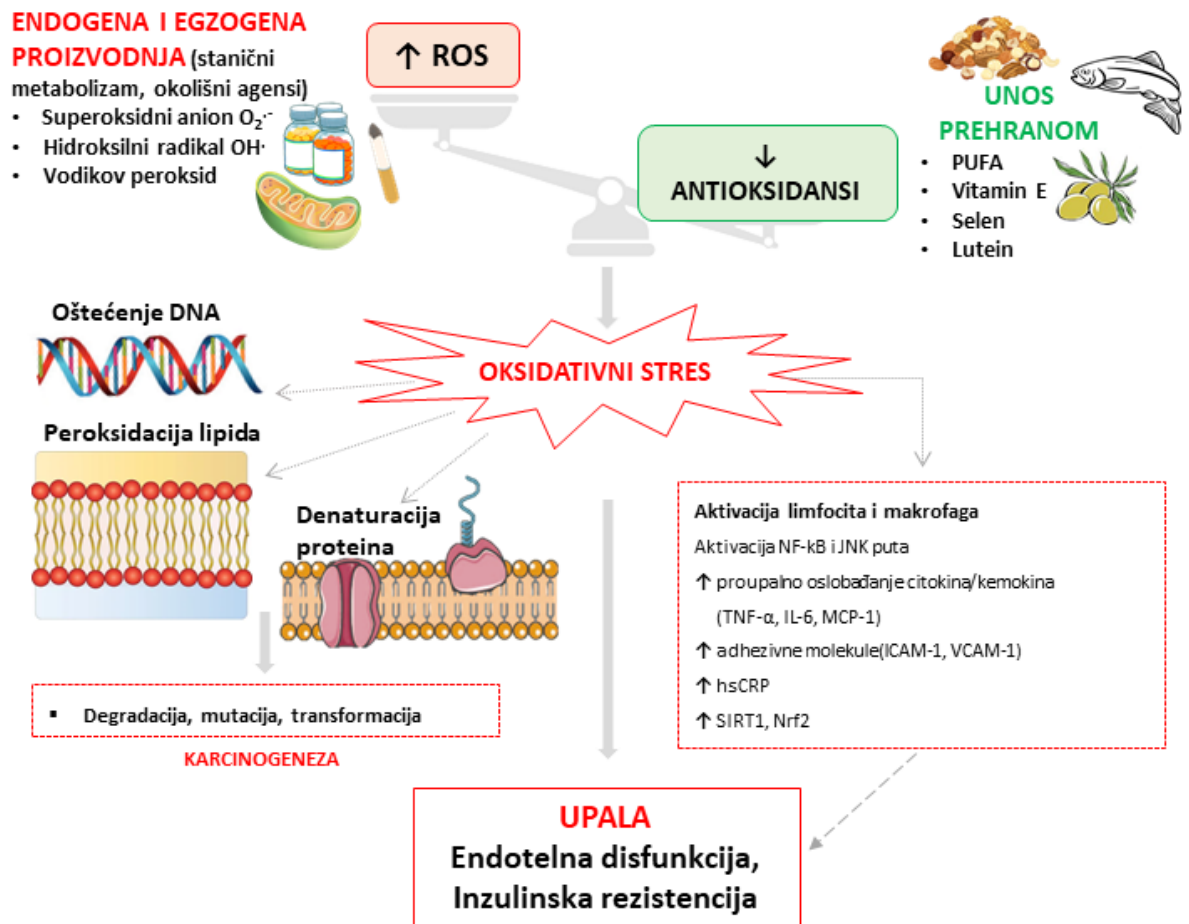 ENDOGENA I EGZOGENA
PROIZVODNJA (stanični
metabolizam, okolišni agensi)
• Superoksidni anion O₂·⁻
• Hidroksilni radikal OH·
• Vodikov peroksid
↑ ROS
↓
ANTIOKSIDANSI
UNOS
PREHRANOM
• PUFA
• Vitamin E
• Selen
• Lutein
OKSIDATIVNI STRES
Oštećenje DNA
Peroksidacija lipida
Denaturacija
proteina
▪ Degradacija, mutacija, transformacija
KARCINOGENEZA
Aktivacija limfocita i makrofaga
Aktivacija NF-kB i JNK puta
↑ proupalno oslobađanje citokina/kemokina
(TNF-α, IL-6, MCP-1)
↑ adhezivne molekule(ICAM-1, VCAM-1)
↑ hsCRP
↑ SIRT1, Nrf2
UPALA
Endotelna disfunkcija,
Inzulinska rezistencija